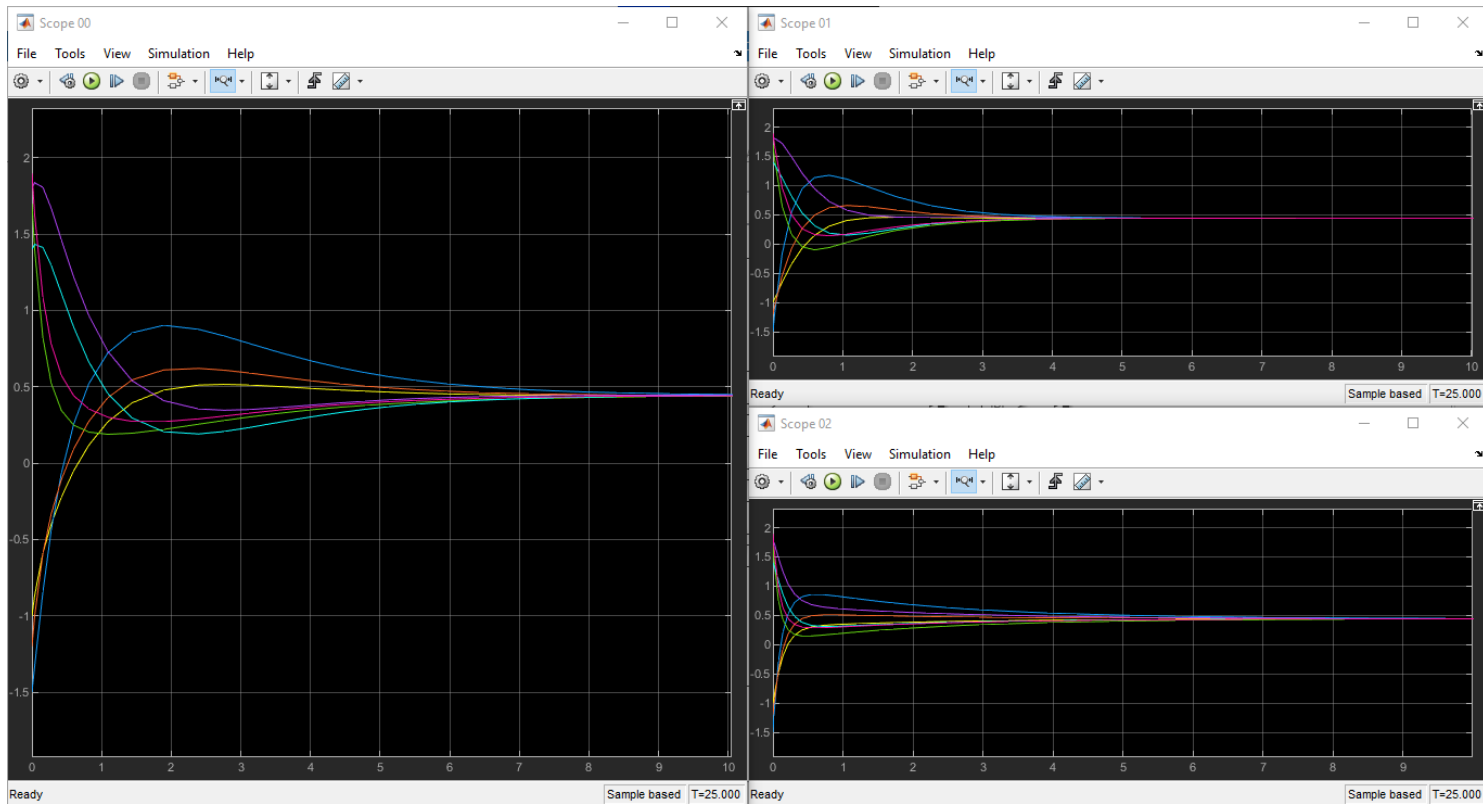 Scope 00
File Tools View Simulation Help
2
1.5
1
0.5
0
-0.5
-1
-1.5
0 1 2 3 4 5 6 7 8 9 10
Ready Sample based T=25.000
Scope 01
File Tools View Simulation Help
2
1.5
1
0.5
0
-0.5
-1
-1.5
0 1 2 3 4 5 6 7 8 9 10
Ready Sample based T=25.000
Scope 02
File Tools View Simulation Help
2
1.5
1
0.5
0
-0.5
-1
-1.5
0 1 2 3 4 5 6 7 8 9
Ready Sample based T=25.000